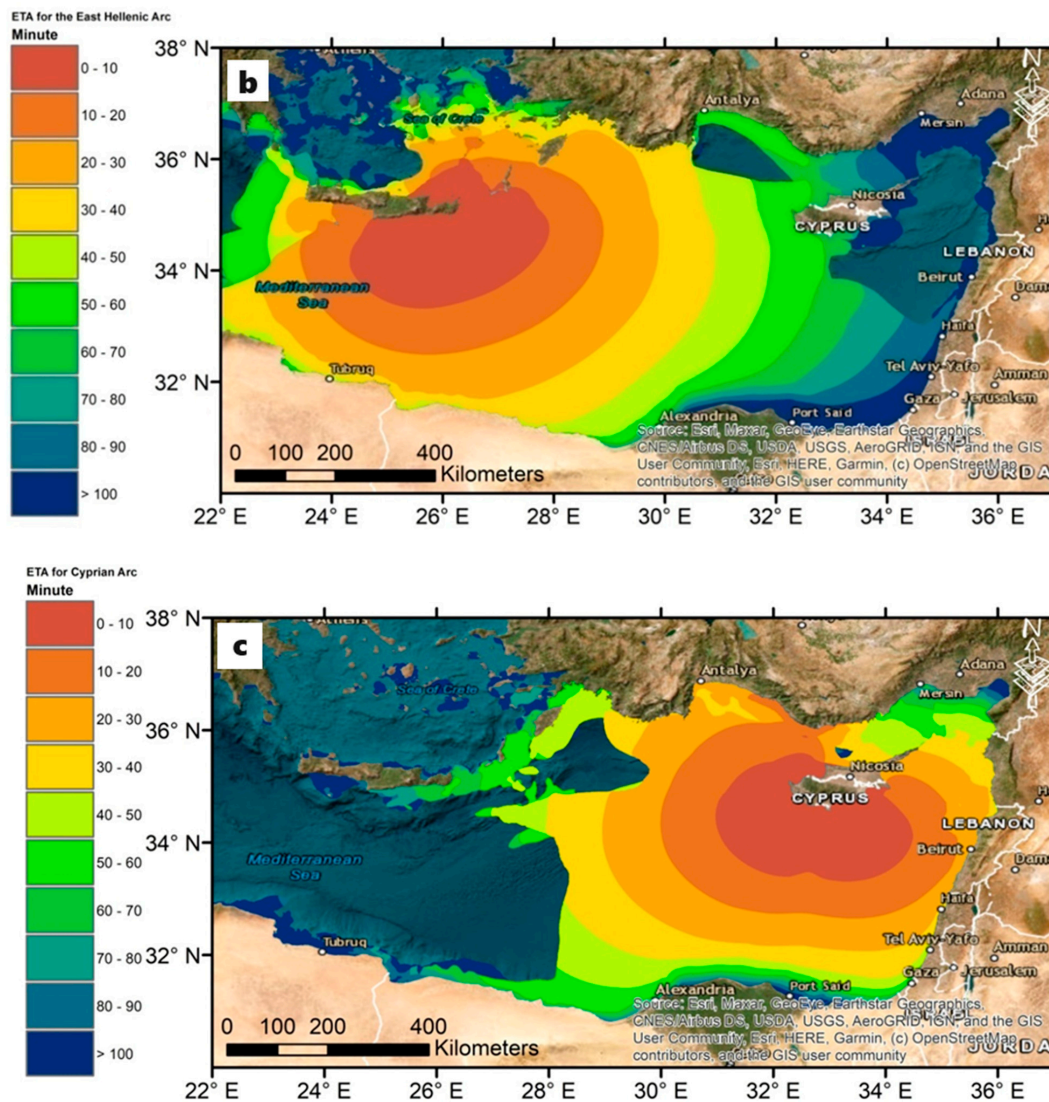 ETA for the East Hellenic Arc
Minute
0 - 10
10 - 20
20 - 30
30 - 40
40 - 50
50 - 60
60 - 70
70 - 80
80 - 90
> 100
38° N
36° N
34° N
32° N
b
N
Athens
Sea of Crete
Antalya
Adana
Mersin
Nicosia
CYPRUS
LEBANON
Beirut
Mediterranean
Sea
Haifa
Tubruq
Tel Aviv-Yafo
Amman
Gaza
Jerusalem
Alexandria
Port Said
ISRAEL
JORDA
Source: Esri, Maxar, GeoEye, Earthstar Geographics,
CNES/Airbus DS, USDA, USGS, AeroGRID, IGN, and the GIS
User Community, Esri, HERE, Garmin, (c) OpenStreetMap
contributors, and the GIS user community
0 100 200 400
Kilometers
22° E 24° E 26° E 28° E 30° E 32° E 34° E 36° E
ETA for Cyprian Arc
Minute
0 - 10
10 - 20
20 - 30
30 - 40
40 - 50
50 - 60
60 - 70
70 - 80
80 - 90
> 100
38° N
36° N
34° N
32° N
c
N
Athens
Sea of Crete
Antalya
Adana
Mersin
Nicosia
CYPRUS
LEBANON
Beirut
Mediterranean
Sea
Haifa
Tubruq
Tel Aviv-Yafo
Amman
Gaza
Jerusalem
Alexandria
Port Said
ISRAEL
JORDA
Source: Esri, Maxar, GeoEye, Earthstar Geographics,
CNES/Airbus DS, USDA, USGS, AeroGRID, IGN, and the GIS
User Community, Esri, HERE, Garmin, (c) OpenStreetMap
contributors, and the GIS user community
0 100 200 400
Kilometers
22° E 24° E 26° E 28° E 30° E 32° E 34° E 36° E